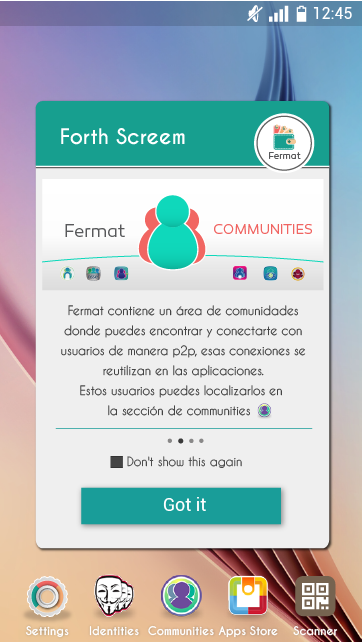 12:45
Forth Screem
Fermat
Fermat
COMMUNITIES
Fermat contiene un área de comunidades
donde puedes encontrar y conectarte con
usuarios de manera p2p, esas conexiones se
reutilizan en las aplicaciones.
Estos usuarios puedes localizarlos en
la sección de communities
Don't show this again
Got it
Settings
Identities
Communities
Apps Store
Scanner